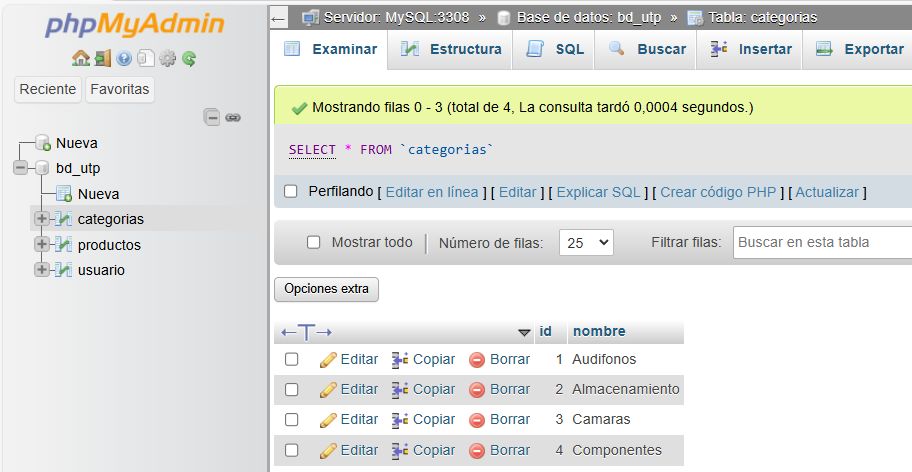 phpMyAdmin
Reciente Favoritas
Nueva
bd_utp
Nueva
categorias
productos
usuario
Servidor: MySQL:3308 » Base de datos: bd_utp » Tabla: categorias
Examinar Estructura SQL Buscar Insertar Exportar
Mostrando filas 0 - 3 (total de 4, La consulta tardó 0,0004 segundos.)
SELECT * FROM `categorias`
Perfilando [ Editar en línea ] [ Editar ] [ Explicar SQL ] [ Crear código PHP ] [ Actualizar ]
Mostrar todo Número de filas: 25 Filtrar filas: Buscar en esta tabla
Opciones extra
←T→ id nombre
Editar Copiar Borrar 1 Audifonos
Editar Copiar Borrar 2 Almacenamiento
Editar Copiar Borrar 3 Camaras
Editar Copiar Borrar 4 Componentes